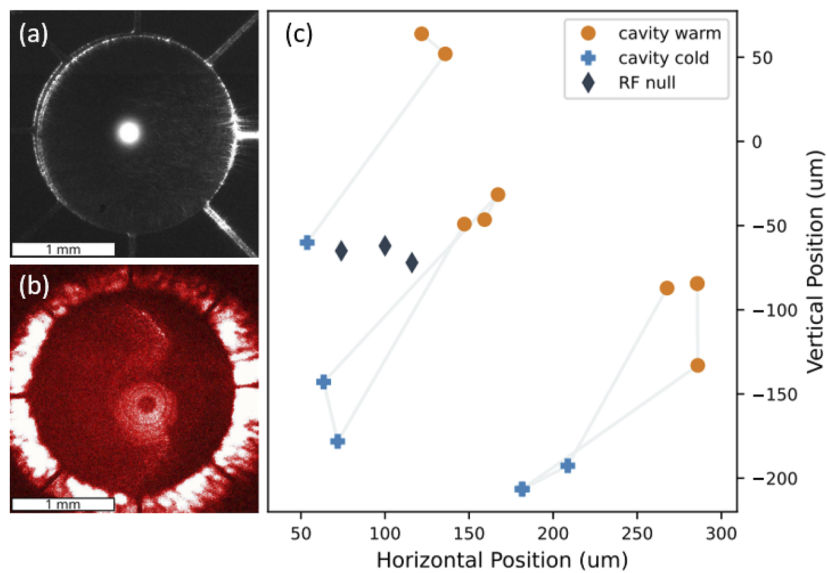 (a)
1 mm
(b)
1 mm
(c)
cavity warm
cavity cold
RF null
50
0
−50
−100
−150
−200
Vertical Position (um)
50 100 150 200 250 300
Horizontal Position (um)